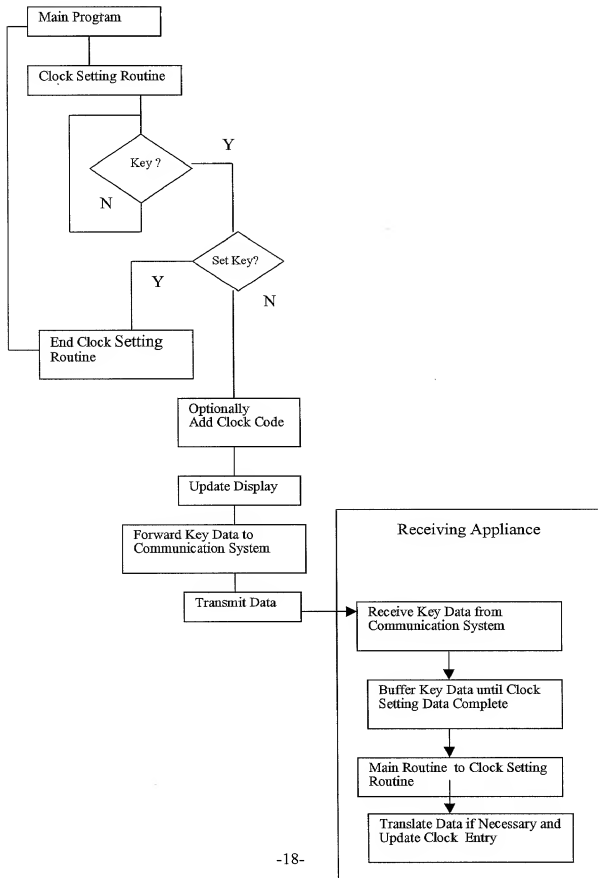 Main Program
Clock Setting Routine
Key ?
Y
N
Set Key?
Y
N
End Clock Setting
Routine
Optionally
Add Clock Code
Update Display
Forward Key Data to
Communication System
Transmit Data
Receiving Appliance
Receive Key Data from
Communication System
Buffer Key Data until Clock
Setting Data Complete
Main Routine to Clock Setting
Routine
Translate Data if Necessary and
Update Clock Entry
-18-